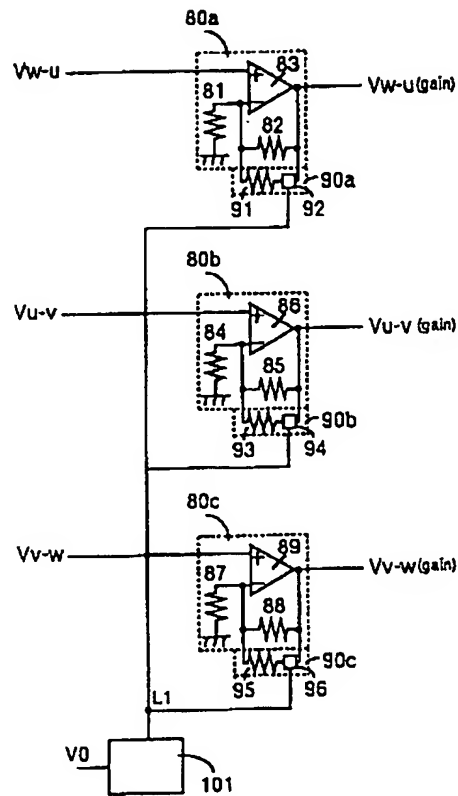 80a
Vw-u
83
+
−
Vw-u(gain)
81
82
90a
91
92
80b
Vu-v
86
+
−
Vu-v(gain)
84
85
90b
93
94
80c
Vv-w
89
+
−
Vv-w(gain)
87
88
90c
95
96
L1
V0
101